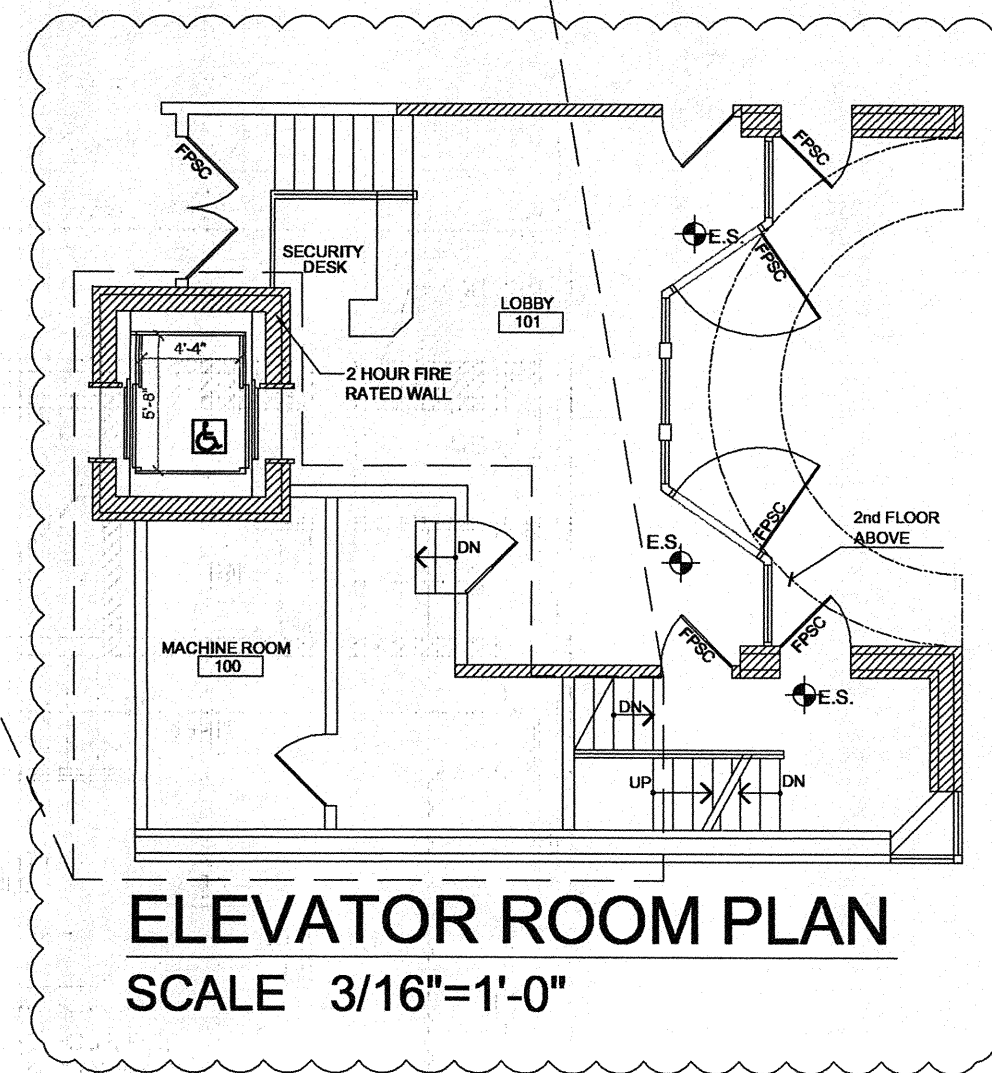 FPSC
FPSC
SECURITY
DESK
E.S.
FPSC
LOBBY
101
4'-4"
2 HOUR FIRE
RATED WALL
5'-8"
2nd FLOOR
ABOVE
FPSC
E.S.
DN
MACHINE ROOM
100
FPSC
FPSC
E.S.
DN
UP
DN
ELEVATOR ROOM PLAN
SCALE 3/16"=1'-0"